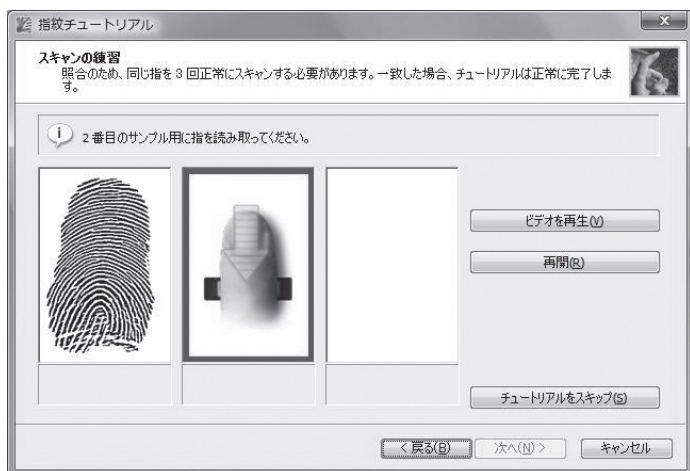 指紋チュートリアル
スキャンの練習
照合のため、同じ指を3回正常にスキャンする必要があります。一致した場合、チュートリアルは正常に完了しま
す。
2番目のサンプル用に指を読み取ってください。
ビデオを再生(V)
再開(R)
チュートリアルをスキップ(S)
< 戻る(B)
次へ(N) >
キャンセル